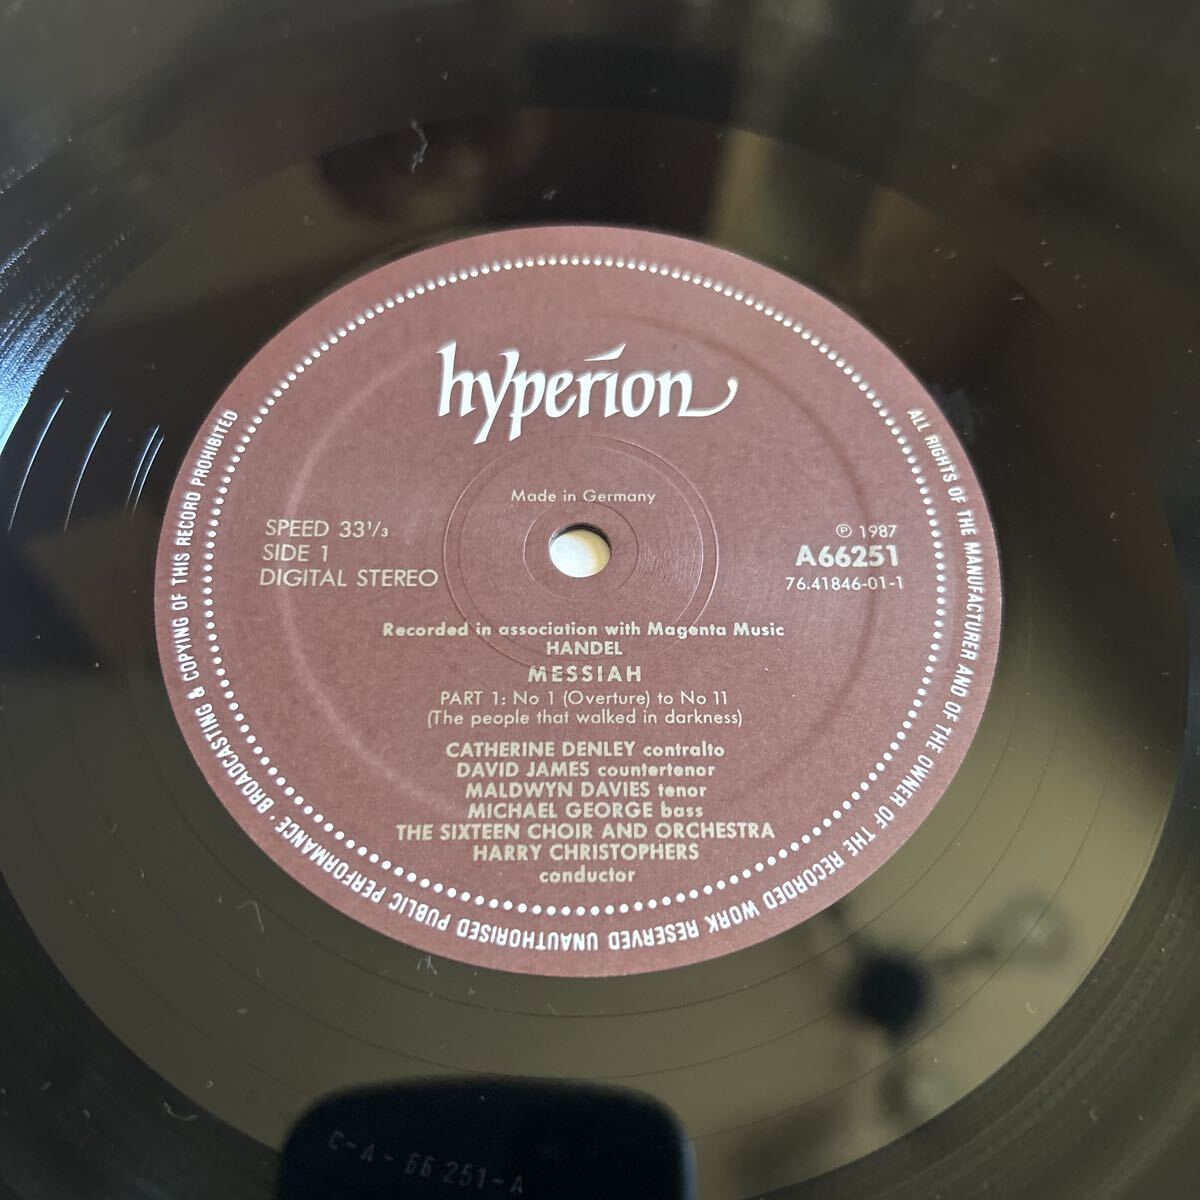 hyperion
Made in Germany
SPEED 33 1/3
SIDE 1
DIGITAL STEREO
℗ 1987
A66251
76.41846-01-1
Recorded in association with Magenta Music
HANDEL
MESSIAH
PART 1: No 1 (Overture) to No 11
(The people that walked in darkness)
CATHERINE DENLEY contralto
DAVID JAMES countertenor
MALDWYN DAVIES tenor
MICHAEL GEORGE bass
THE SIXTEEN CHOIR AND ORCHESTRA
HARRY CHRISTOPHERS
conductor
ALL RIGHTS OF THE MANUFACTURER AND OF THE OWNER OF THE RECORDED WORK RESERVED UNAUTHORISED PUBLIC PERFORMANCE · BROADCASTING & COPYING OF THIS RECORD PROHIBITED
C-A-66 251-A